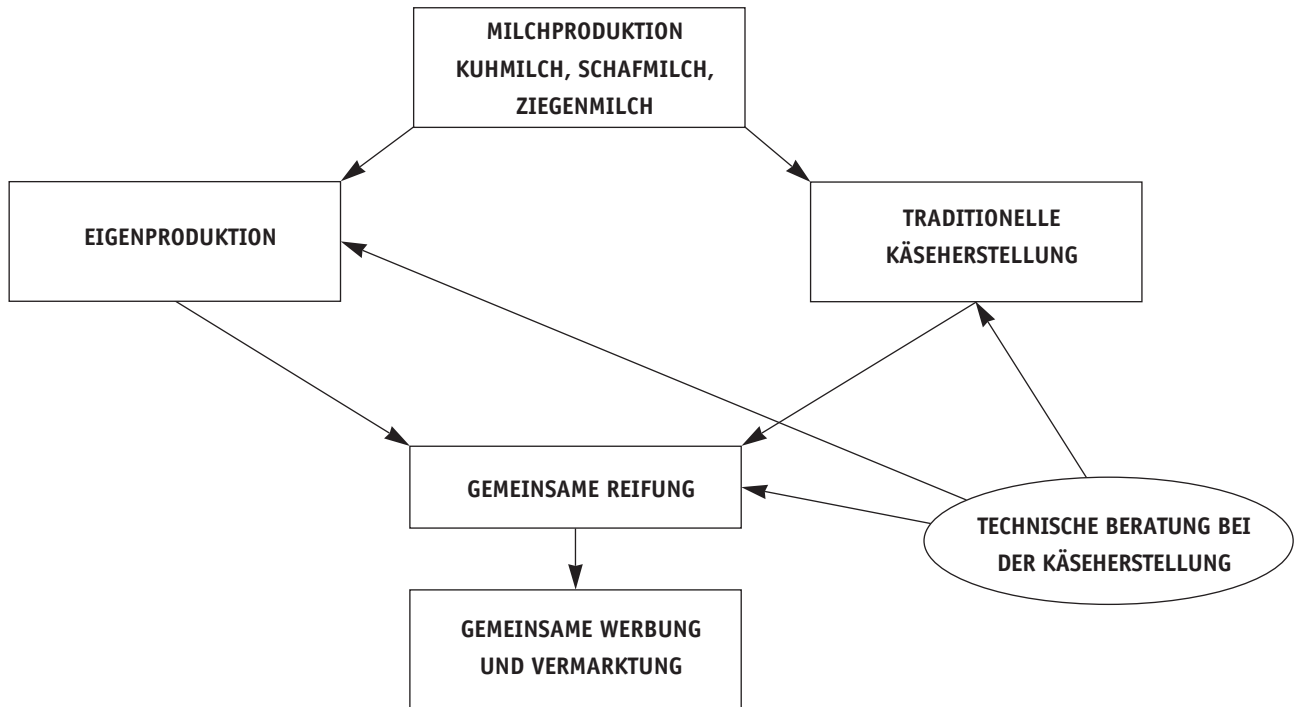 MILCHPRODUKTION
KUHMILCH, SCHAFMILCH,
ZIEGENMILCH
EIGENPRODUKTION
TRADITIONELLE
KÄSEHERSTELLUNG
GEMEINSAME REIFUNG
TECHNISCHE BERATUNG BEI
DER KÄSEHERSTELLUNG
GEMEINSAME WERBUNG
UND VERMARKTUNG